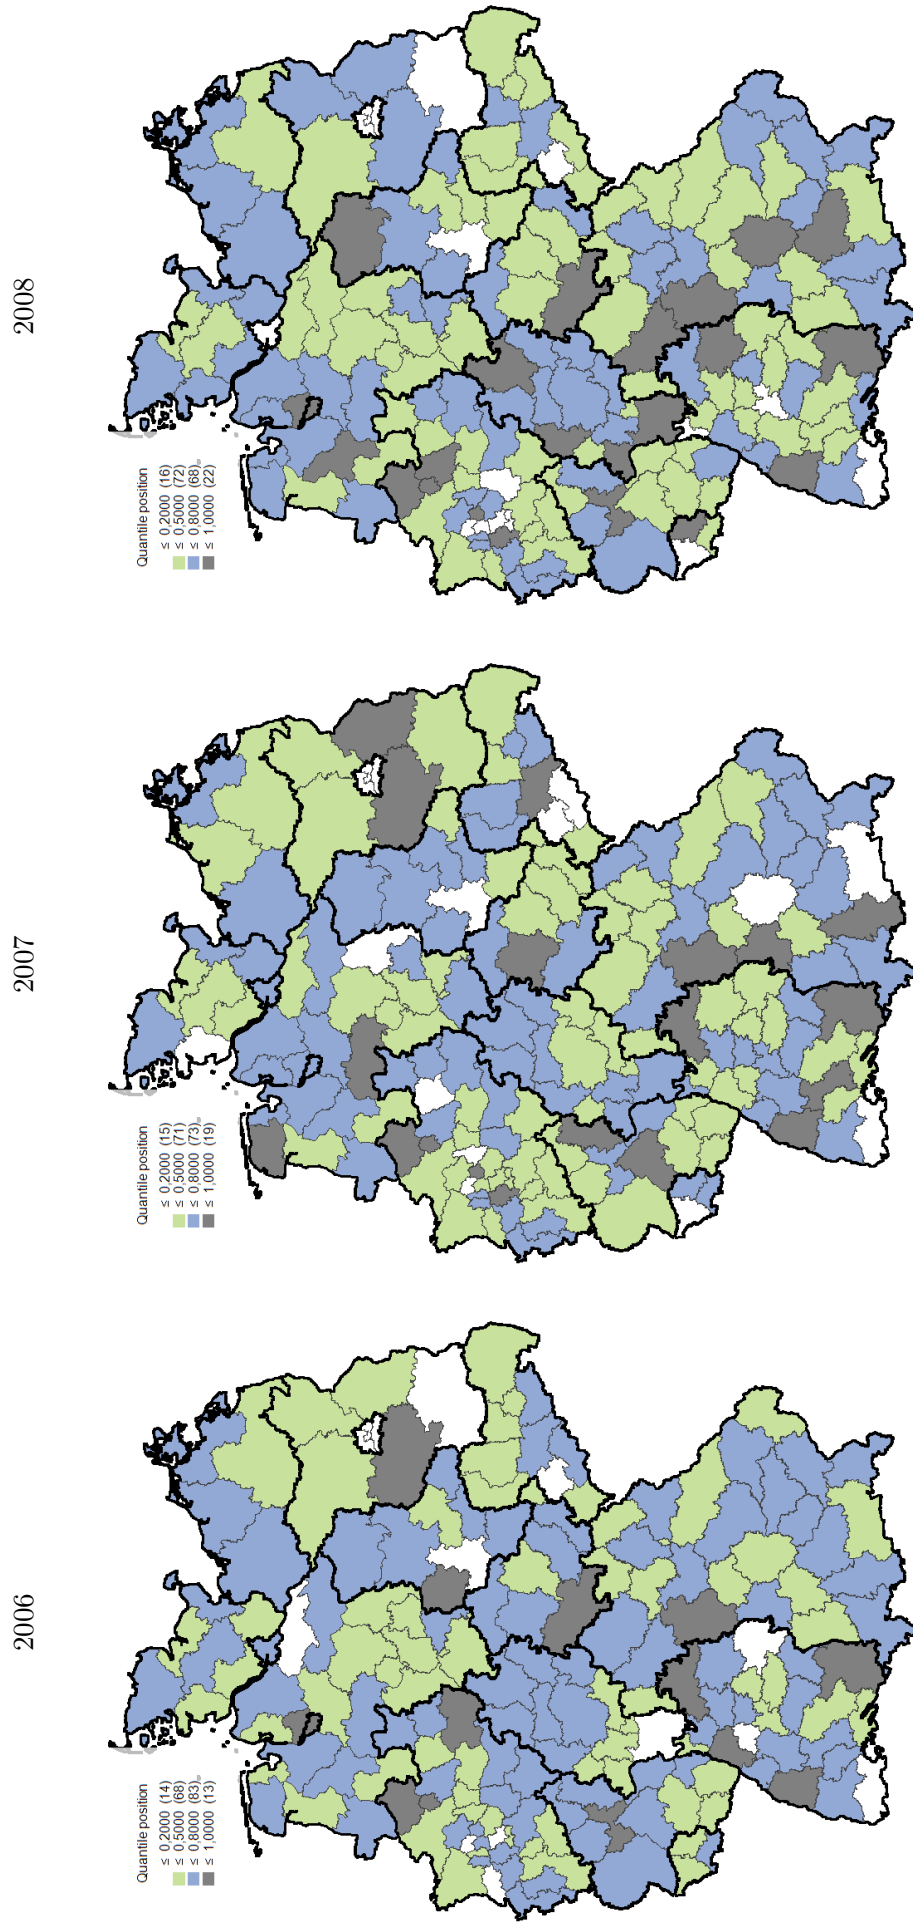 2006
Quantile position
≤ 0,2000 (14)
≤ 0,5000 (68)
≤ 0,8000 (83)
≤ 1,0000 (13)
2007
Quantile position
≤ 0,2000 (15)
≤ 0,5000 (71)
≤ 0,8000 (73)
≤ 1,0000 (19)
2008
Quantile position
≤ 0,2000 (16)
≤ 0,5000 (72)
≤ 0,8000 (68)
≤ 1,0000 (22)